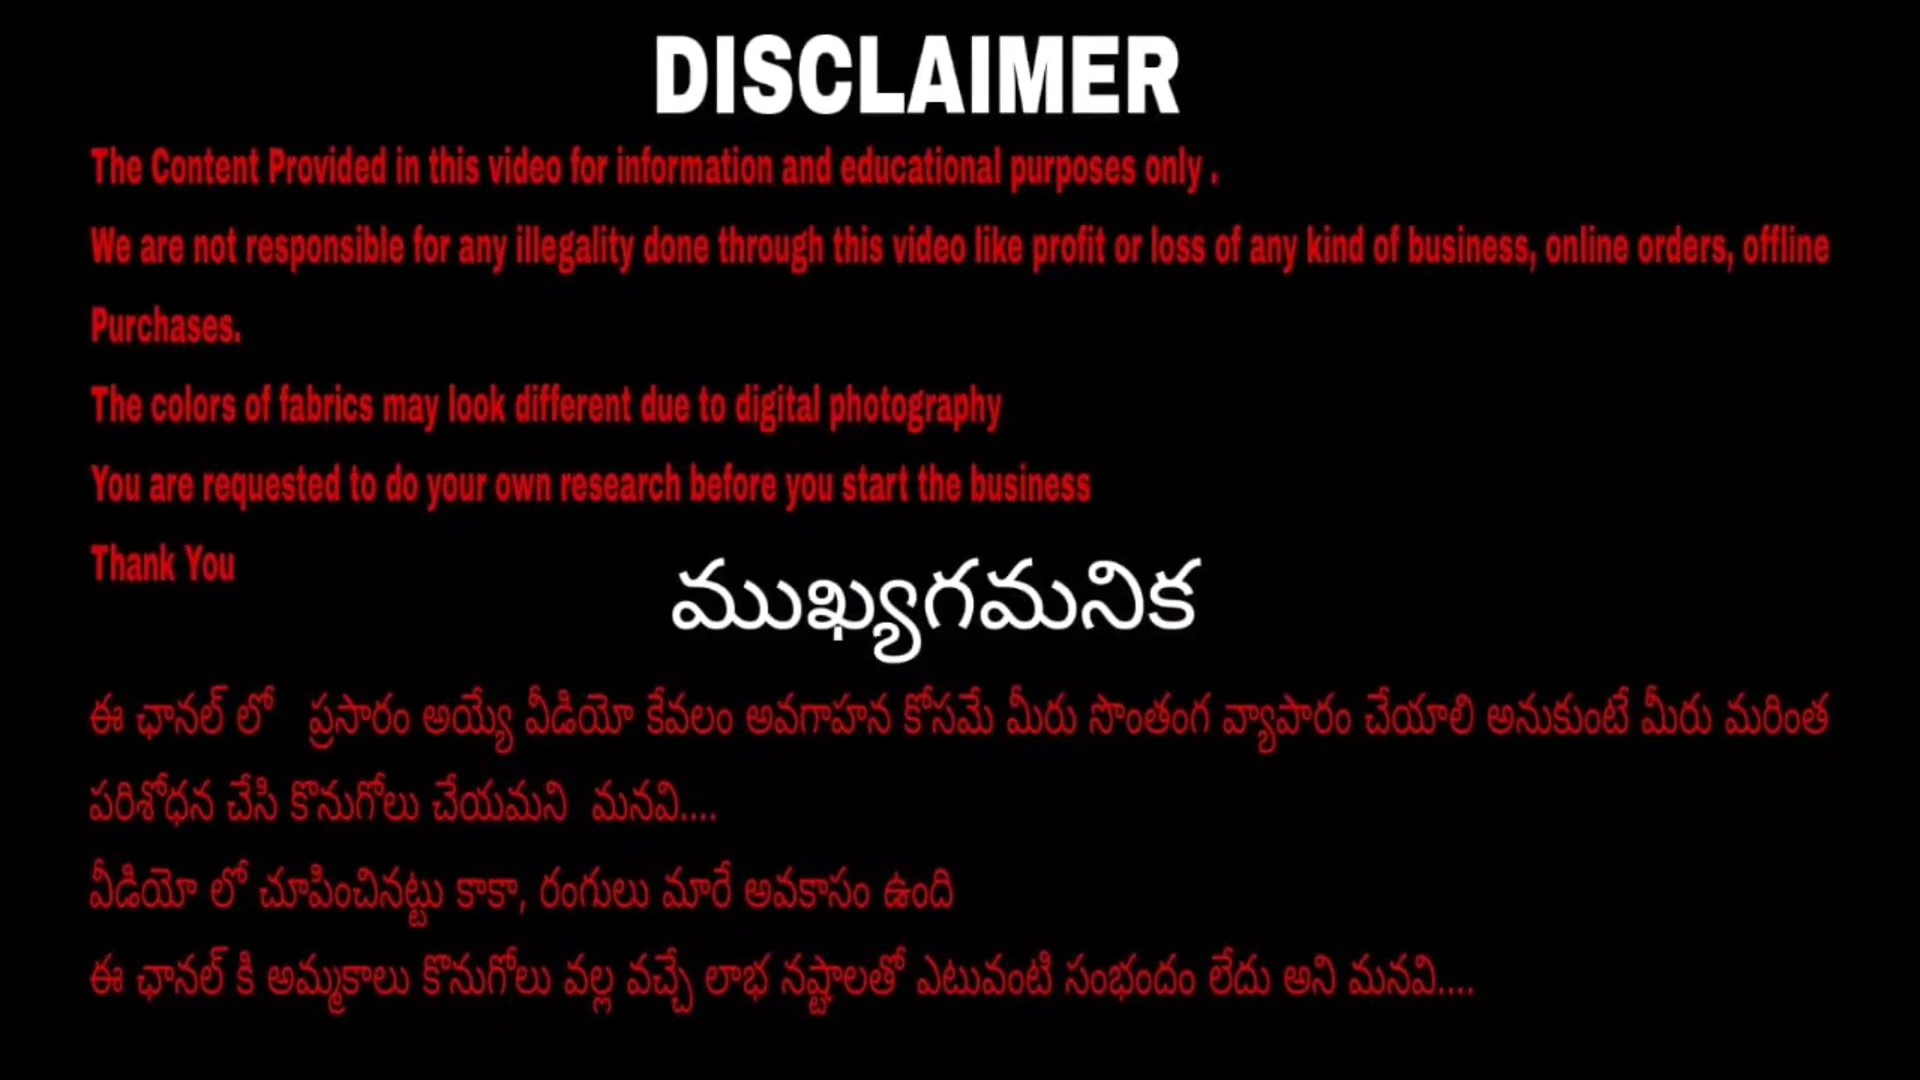 DISCLAIMER
The Content Provided in this video for information and educational purposes only .
We are not responsible for any illegality done through this video like profit or loss of any kind of business, online orders, offline
Purchases.
The colors of fabrics may look different due to digital photography
You are requested to do your own research before you start the business
Thank You
ముఖ్యగమనిక
ఈ ఛానల్ లో ప్రసారం అయ్యే వీడియో కేవలం అవగాహన కోసమే మీరు సొంతంగ వ్యాపారం చేయాలి అనుకుంటే మీరు మరింత
పరిశోధన చేసి కొనుగోలు చేయమని మనవి....
వీడియో లో చూపించినట్టు కాకా, రంగులు మారే అవకాసం ఉంది
ఈ ఛానల్ కి అమ్మకాలు కొనుగోలు వల్ల వచ్చే లాభ నష్టాలతో ఎటువంటి సంభందం లేదు అని మనవి....